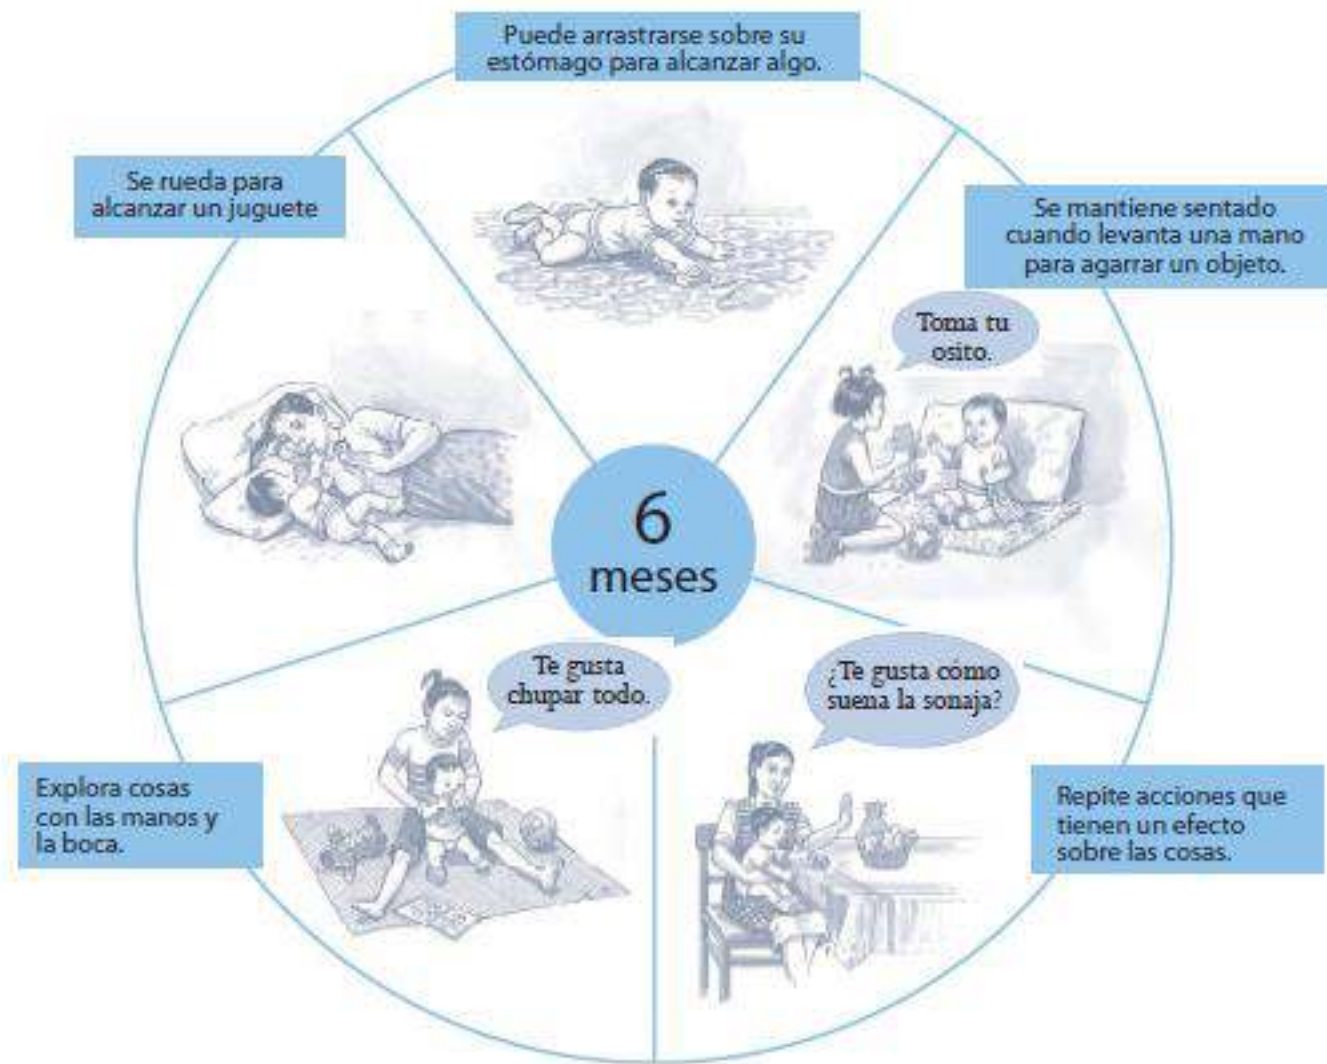 Puede arrastrarse sobre su
estómago para alcanzar algo.
Se rueda para
alcanzar un juguete
Se mantiene sentado
cuando levanta una mano
para agarrar un objeto.
Toma tu
osito.
6
meses
Te gusta
chupar todo.
¿Te gusta cómo
suena la sonaja?
Explora cosas
con las manos y
la boca.
Repite acciones que
tienen un efecto
sobre las cosas.